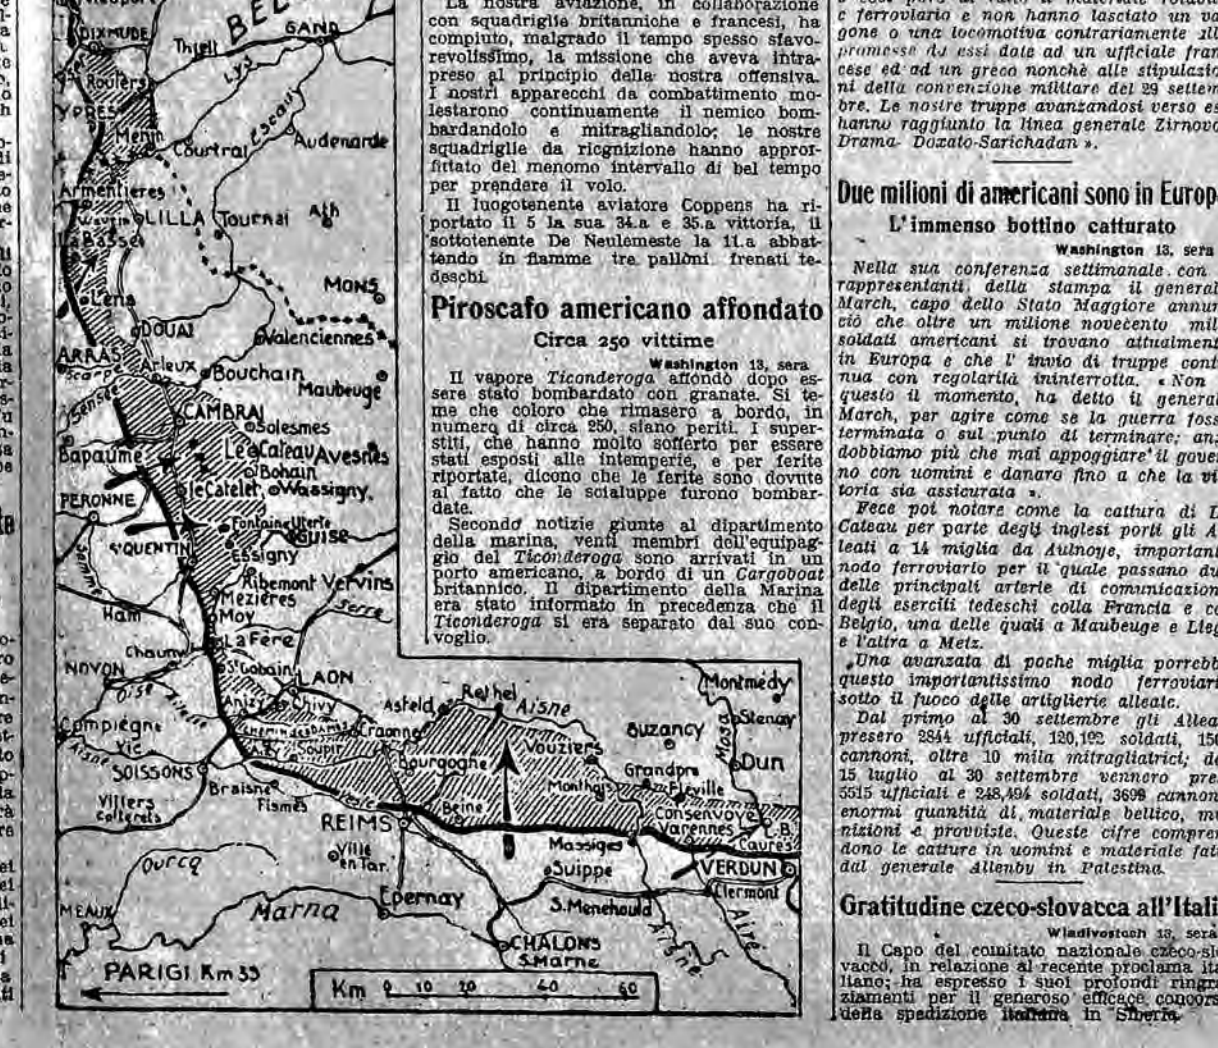 La nostra aviazione, in collaborazione
con squadriglie britanniche e francesi, ha
compiuto, malgrado il tempo spesso sfavo-
revolissimo, la missione che aveva intra-
preso al principio della nostra offensiva.
I nostri apparecchi da combattimento mo-
lestarono continuamente il nemico bom-
bardandolo e mitragliandolo; le nostre
squadriglie da ricgnizione hanno appror-
fittato del menomo intervallo di bel tempo
per prendere il volo.
Il luogotenente aviatore Coppens ha ri-
portato il 5 la sua 34.a e 35.a vittoria, il
sottotenente De Neulemeste la 11.a abbat-
tendo in fiamme tre palloni frenati te-
deschi
Piroscafo americano affondato
Circa 250 vittime
Washington 13, sera
Il vapore Ticonderoga affondò dopo es-
sere stato bombardato con granate. Si te-
me che coloro che rimasero a bordo, in
numero di circa 250, siano periti. I super-
stiti, che hanno molto sofferto per essere
stati esposti alle intemperie, e per ferite
riportate, dicono che le ferite sono dovute
al fatto che le scialuppe furono bombar-
date.
Secondo notizie giunte al dipartimento
della marina, venti membri dell'equipag-
gio del Ticonderoga sono arrivati in un
porto americano, a bordo di un Cargoboat
britannico. Il dipartimento della Marina
era stato informato in precedenza che il
Ticonderoga si era separato dal suo con-
voglio.
e ferroviario e non hanno lasciato un va
gone o una locomotiva contrariamente all
promesse da essi date ad un ufficiale fran
cese ed ad un greco nonchè alle stipulazio
ni della convenzione militare del 29 settem
bre. Le nostre truppe avanzandosi verso es
hanno raggiunto la linea generale Zirnovo
Drama- Doxato-Sarichadan ».
Due milioni di americani sono in Europ
L'immenso bottino catturato
Washington 13, sera
Nella sua conferenza settimanale con
rappresentanti della stampa il general
March, capo dello Stato Maggiore annun
ciò che oltre un milione novecento mil
soldati americani si trovano attualment
in Europa e che l' invio di truppe conti
nua con regolarità ininterrotta. « Non
questo il momento, ha detto il general
March, per agire come se la guerra foss
terminata o sul punto di terminare; anz
dobbiamo più che mai appoggiare il gover
no con uomini e danaro fino a che la vi
toria sia assicurata ».
Fece poi notare come la cattura di L
Cateau per parte degli inglesi porti gli A
leati a 14 miglia da Aulnoye, important
nodo ferroviario per il quale passano du
delle principali arterie di comunicazion
degli eserciti tedeschi colla Francia e co
Belgio, una delle quali a Maubeuge e Lieg
e l'altra a Metz.
Una avanzata di poche miglia porrebb
questo importantissimo nodo ferroviari
sotto il fuoco delle artiglierie alleate.
Dal primo al 30 settembre gli Allea
presero 2844 ufficiali, 120,192 soldati, 150
cannoni, oltre 10 mila mitragliatrici; da
15 luglio al 30 settembre vennero pre
5515 ufficiali e 248,494 soldati, 3699 cannon
enormi quantità di materiale bellico, mu
nizioni e provviste. Queste cifre compren
dono le catture in uomini e materiale fatt
dal generale Allenby in Palestina.
Gratitudine czeco-slovacca all'Itali
Wladivostoch 13, sera
Il Capo del comitato nazionale czeco-slo
vacco, in relazione al recente proclama ita
liano; ha espresso i suoi profondi ringra
ziamenti per il generoso efficace concors
della spedizione italiana in Siberia.
BEL
DIXMUDE
Thielt
GAND
Lys
Escaut
Roulers
YPRES
Menin
Courtrai
Audenarde
Armentieres
Wavrin
LILLA
Tournai
Ath
La Bassee
MONS
Lens
DOUAI
Valenciennes
ARRAS
Scarpe
Arleux
Bouchain
Maubeuge
Sensée
CAMBRAI
Solesmes
Bapaume
Le Cateau
Avesnes
Bohain
le Catelet
Wassigny
PERONNE
Fontaine Uterte
Guise
S' QUENTIN
Essigny
Somme
Ribemont
Vervins
Mezières
Serre
Ham
Moy
La Fère
Chauny
NOYON
S' Gobain
LAON
Oise
Ailette
Anizy
Chivy
Asfeld
Rethel
Aisne
Montmédy
CHEMIN DES DAMES
Craonne
Buzancy
Stenay
Compiègne
Vic
Aisne
Soupir
Vouziers
Mosa
SOISSONS
Bourgogne
Dun
Braisne
Grandpra
Fleville
Villers
Cotterets
Fismes
Vesle
Beine
Monthois
Consenvoye
REIMS
Varennes
L.B.
Caures
Massiges
Ourcq
Ville
en Tar.
Suippe
VERDUN
Clermont
MEAUX
Marna
Epernay
S. Menehould
CHALONS
S. Marne
Aisne
Aire
PARIGI Km 35
Km 0 10 20 40 60